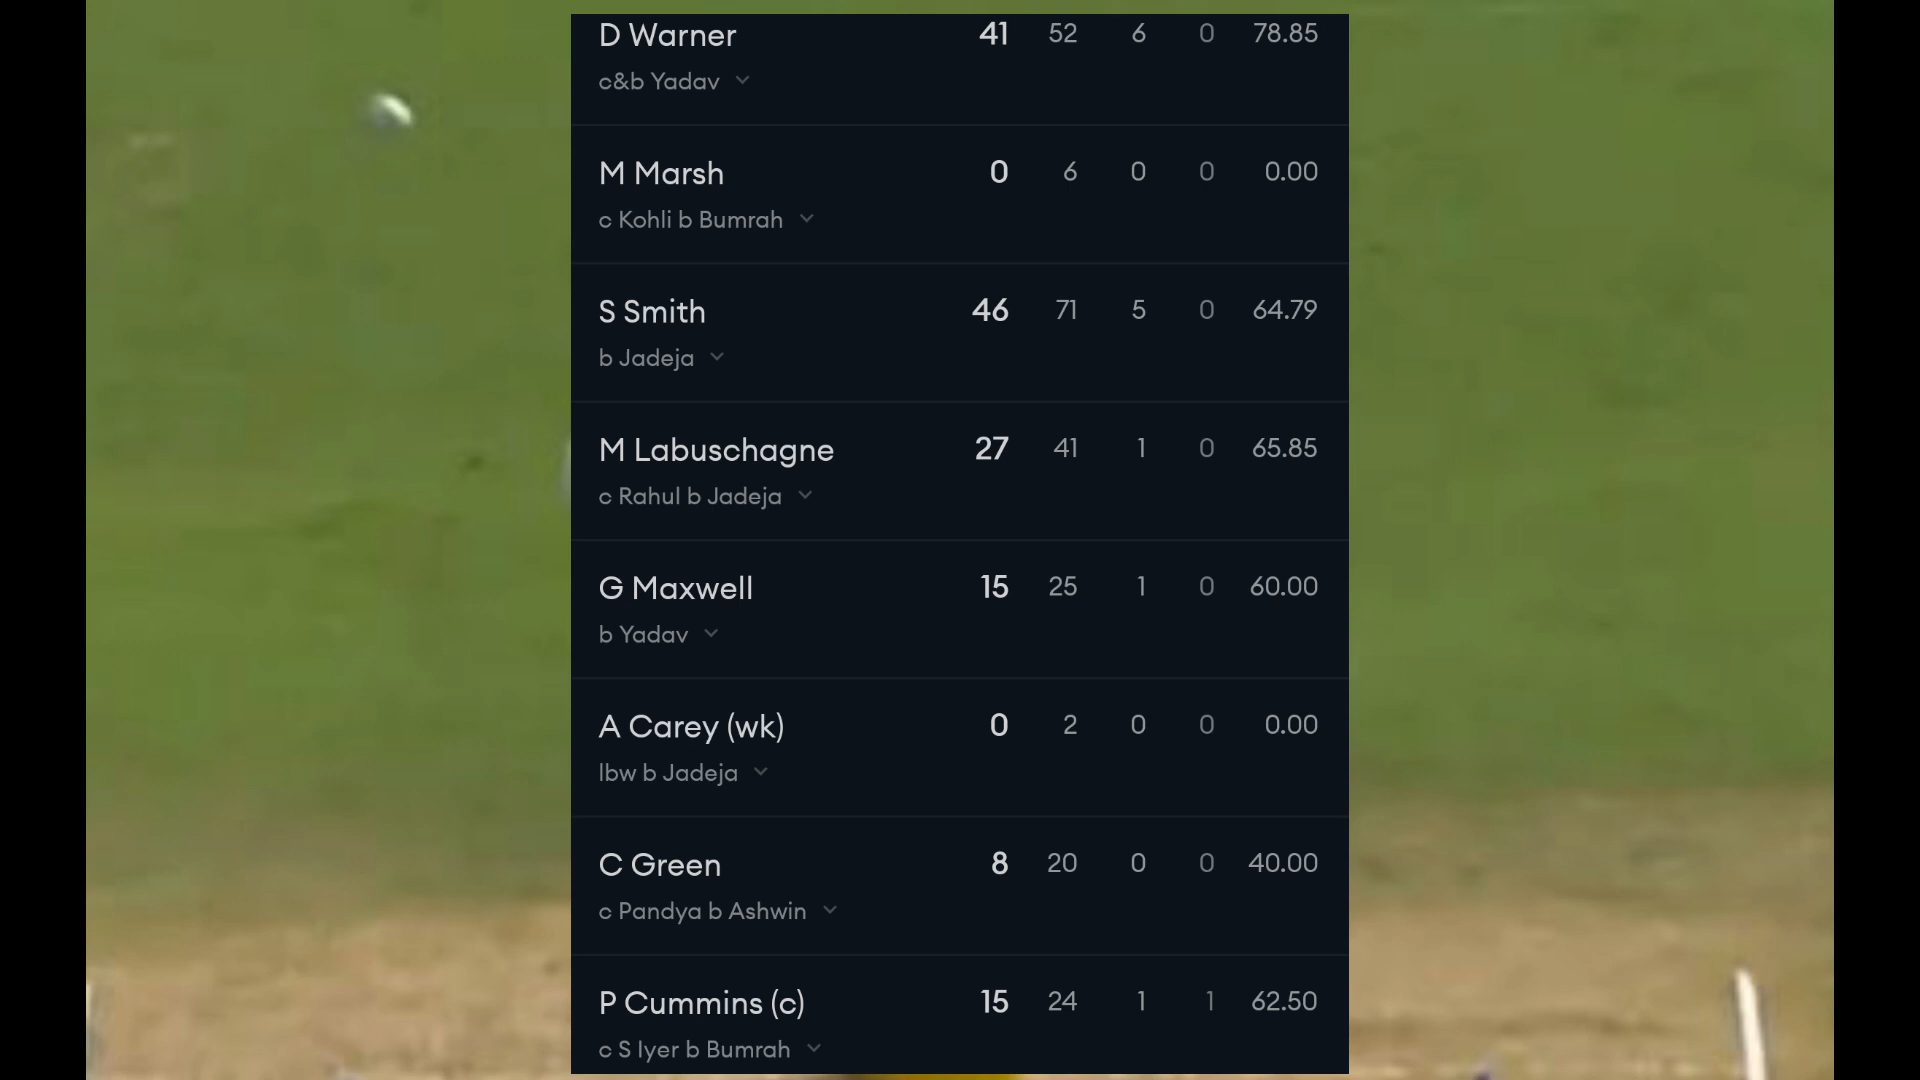 D Warner 41 52 6 0 78.85
c&b Yadav
M Marsh 0 6 0 0 0.00
c Kohli b Bumrah
S Smith 46 71 5 0 64.79
b Jadeja
M Labuschagne 27 41 1 0 65.85
c Rahul b Jadeja
G Maxwell 15 25 1 0 60.00
b Yadav
A Carey (wk) 0 2 0 0 0.00
lbw b Jadeja
C Green 8 20 0 0 40.00
c Pandya b Ashwin
P Cummins (c) 15 24 1 1 62.50
c S Iyer b Bumrah